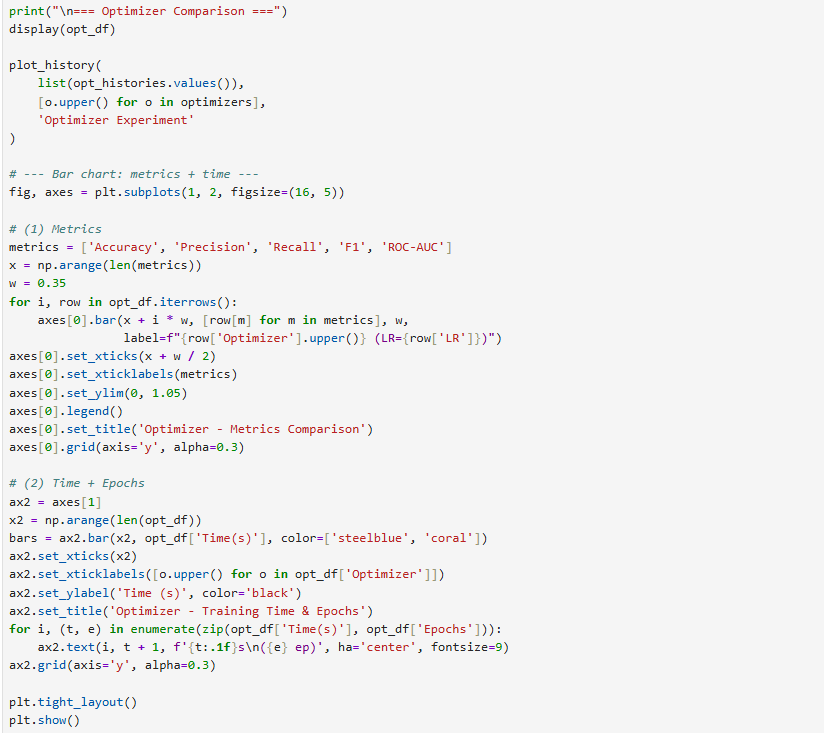 print("\n=== Optimizer Comparison ===")
display(opt_df)

plot_history(
    list(opt_histories.values()),
    [o.upper() for o in optimizers],
    'Optimizer Experiment'
)

# --- Bar chart: metrics + time ---
fig, axes = plt.subplots(1, 2, figsize=(16, 5))

# (1) Metrics
metrics = ['Accuracy', 'Precision', 'Recall', 'F1', 'ROC-AUC']
x = np.arange(len(metrics))
w = 0.35
for i, row in opt_df.iterrows():
    axes[0].bar(x + i * w, [row[m] for m in metrics], w,
                label=f"{row['Optimizer'].upper()} (LR={row['LR']})")
axes[0].set_xticks(x + w / 2)
axes[0].set_xticklabels(metrics)
axes[0].set_ylim(0, 1.05)
axes[0].legend()
axes[0].set_title('Optimizer - Metrics Comparison')
axes[0].grid(axis='y', alpha=0.3)

# (2) Time + Epochs
ax2 = axes[1]
x2 = np.arange(len(opt_df))
bars = ax2.bar(x2, opt_df['Time(s)'], color=['steelblue', 'coral'])
ax2.set_xticks(x2)
ax2.set_xticklabels([o.upper() for o in opt_df['Optimizer']])
ax2.set_ylabel('Time (s)', color='black')
ax2.set_title('Optimizer - Training Time & Epochs')
for i, (t, e) in enumerate(zip(opt_df['Time(s)'], opt_df['Epochs'])):
    ax2.text(i, t + 1, f'{t:.1f}s\n({e} ep)', ha='center', fontsize=9)
ax2.grid(axis='y', alpha=0.3)

plt.tight_layout()
plt.show()